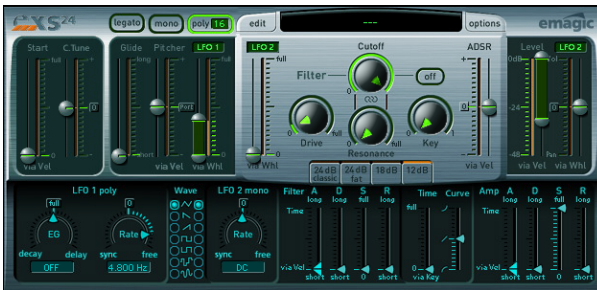 EXS24
legato
mono
poly 16
edit
---
options
emagic
Start
C.Tune
full
+
0
-
via Vel
Glide
Pitcher
LFO 1
long
+
full
Port
short
-
via Whl
LFO 2
full
0
via Whl
Cutoff
Filter
off
0
full
0
full
Drive
Resonance
0
1
Key
24dB classic
24dB fat
18dB
12dB
ADSR
+
0
-
via Vel
Level
LFO 2
0dB
-24
-48
0
via Vel
LFO 1 poly
full
EG
decay
delay
OFF
0
Rate
sync
free
4.800 Hz
Wave
LFO 2 mono
0
Rate
sync
free
DC
Filter
A
D
S
R
long
long
full
long
Time
via Vel
short
short
0
short
Time
Curve
full
via Key
Amp
A
D
S
R
long
long
full
long
Time
via Vel
short
short
0
short